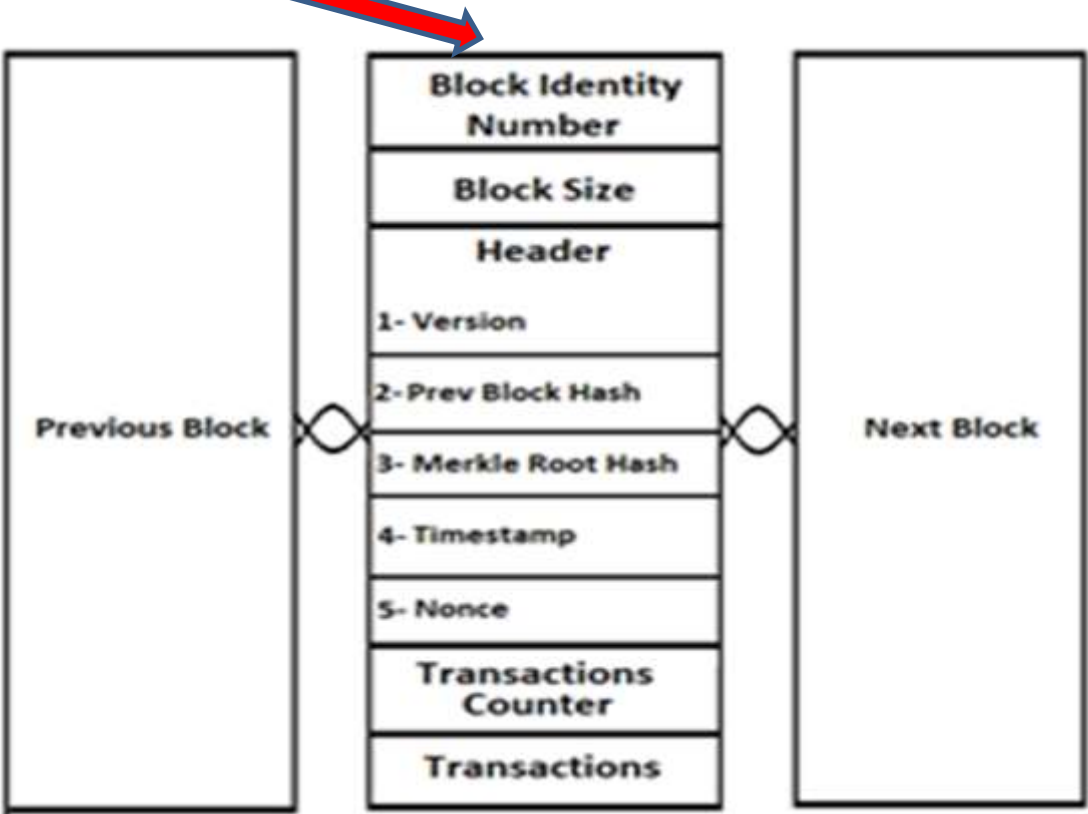 Previous Block
Block Identity
Number
Block Size
Header
1- Version
2- Prev Block Hash
3- Merkle Root Hash
4- Timestamp
5- Nonce
Transactions
Counter
Transactions
Next Block